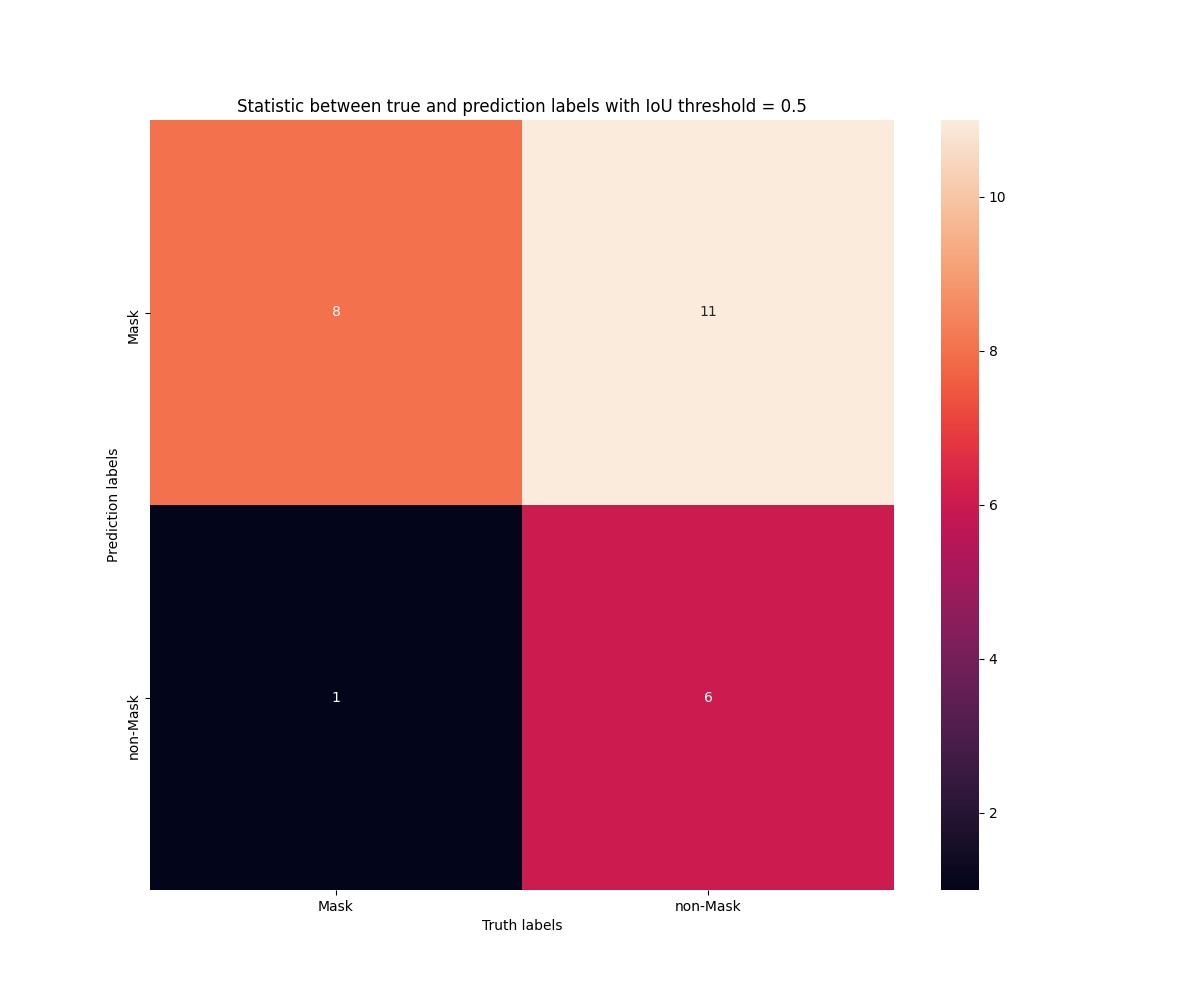 Statistic between true and prediction labels with IoU threshold = 0.5
Prediction labels
Mask
8
11
non-Mask
1
6
Mask
non-Mask
Truth labels
10
8
6
4
2